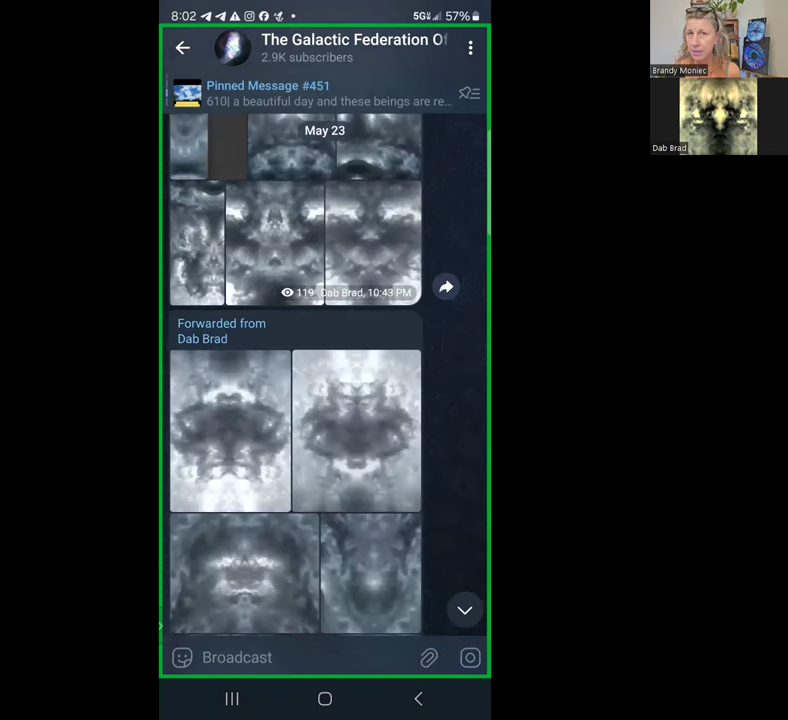 8:02
5G 57%
The Galactic Federation Of
2.9K subscribers
Pinned Message #451
610| a beautiful day and these beings are re...
May 23
119 Dab Brad, 10:43 PM
Forwarded from
Dab Brad
Broadcast
Brandy Moniec
Dab Brad